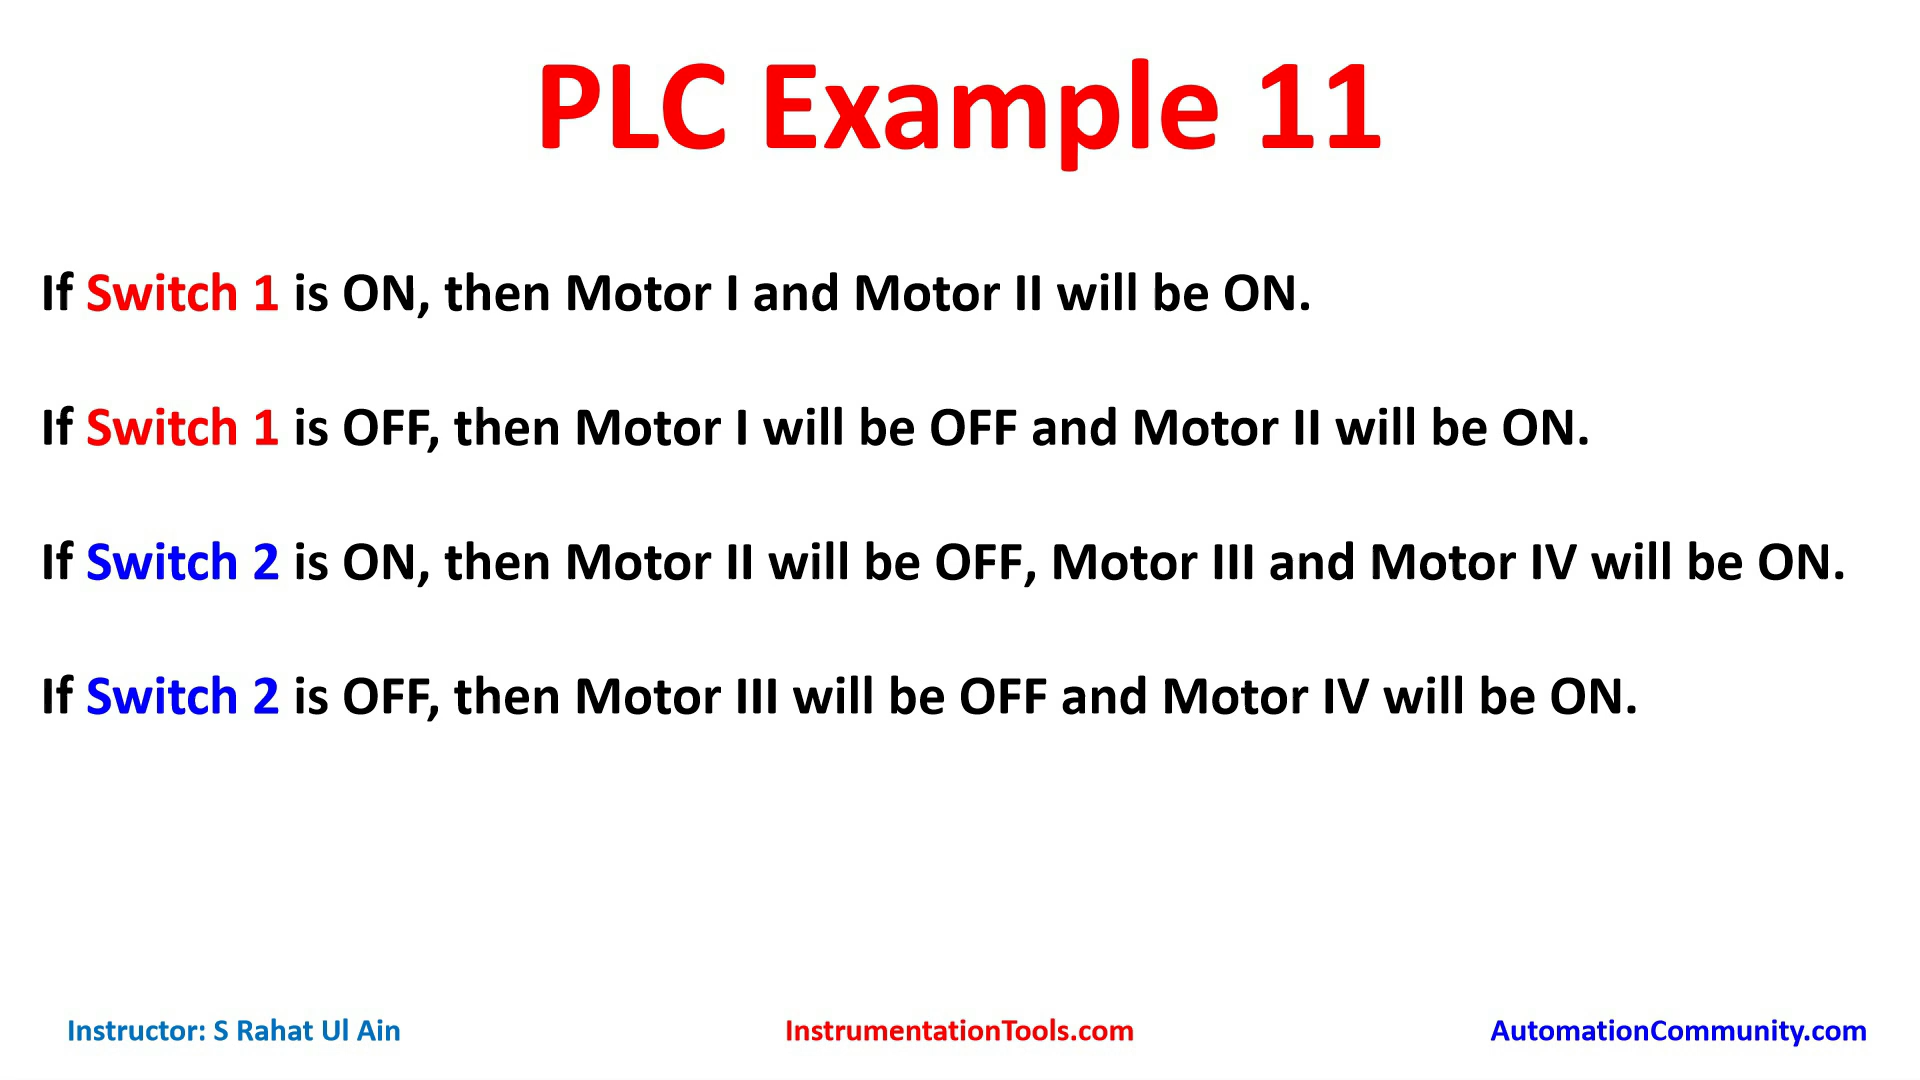 PLC Example 11
If Switch 1 is ON, then Motor I and Motor II will be ON.
If Switch 1 is OFF, then Motor I will be OFF and Motor II will be ON.
If Switch 2 is ON, then Motor II will be OFF, Motor III and Motor IV will be ON.
If Switch 2 is OFF, then Motor III will be OFF and Motor IV will be ON.
Instructor: S Rahat Ul Ain
InstrumentationTools.com
AutomationCommunity.com